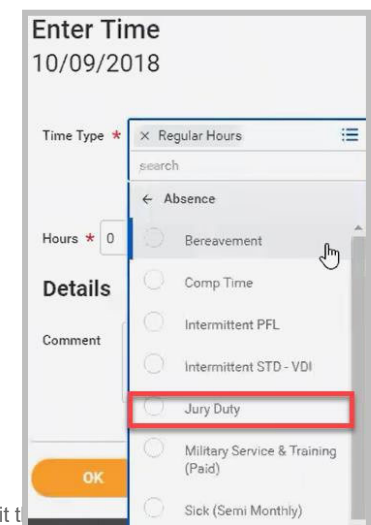 Enter Time
10/09/2018
Time Type * × Regular Hours
search
← Absence
Hours * 0
Bereavement
Comp Time
Details
Intermittent PFL
Comment
Intermittent STD - VDI
Jury Duty
Military Service & Training
(Paid)
OK
Sick (Semi Monthly)
it t